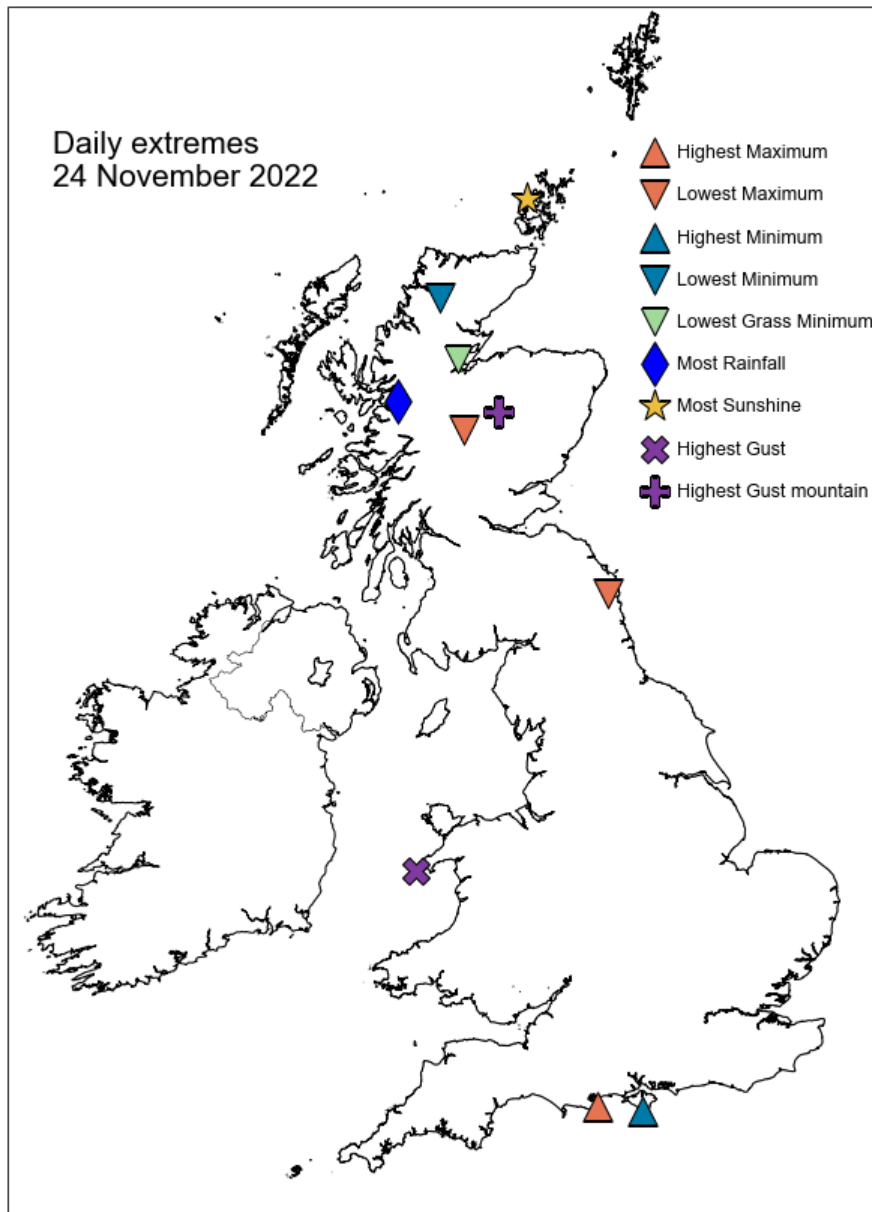 Daily extremes
24 November 2022
Highest Maximum
Lowest Maximum
Highest Minimum
Lowest Minimum
Lowest Grass Minimum
Most Rainfall
Most Sunshine
Highest Gust
Highest Gust mountain